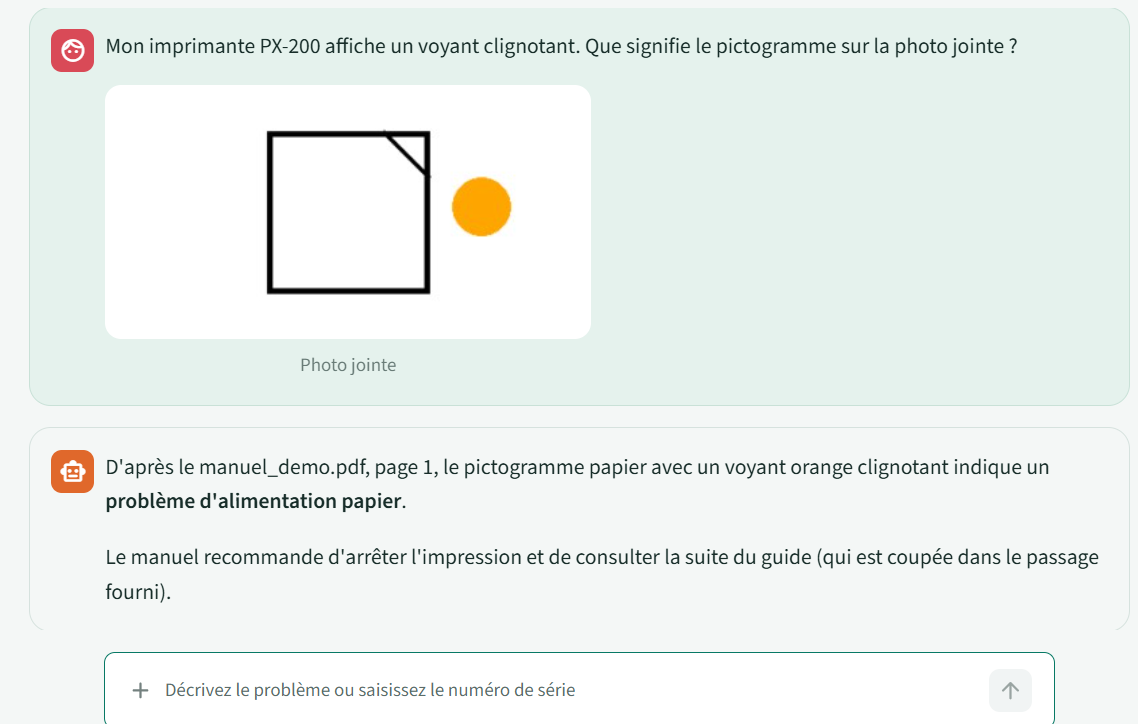 Mon imprimante PX-200 affiche un voyant clignotant. Que signifie le pictogramme sur la photo jointe ?
Photo jointe
D'après le manuel_demo.pdf, page 1, le pictogramme papier avec un voyant orange clignotant indique un
problème d'alimentation papier.
Le manuel recommande d'arrêter l'impression et de consulter la suite du guide (qui est coupée dans le passage
fourni).
Décrivez le problème ou saisissez le numéro de série